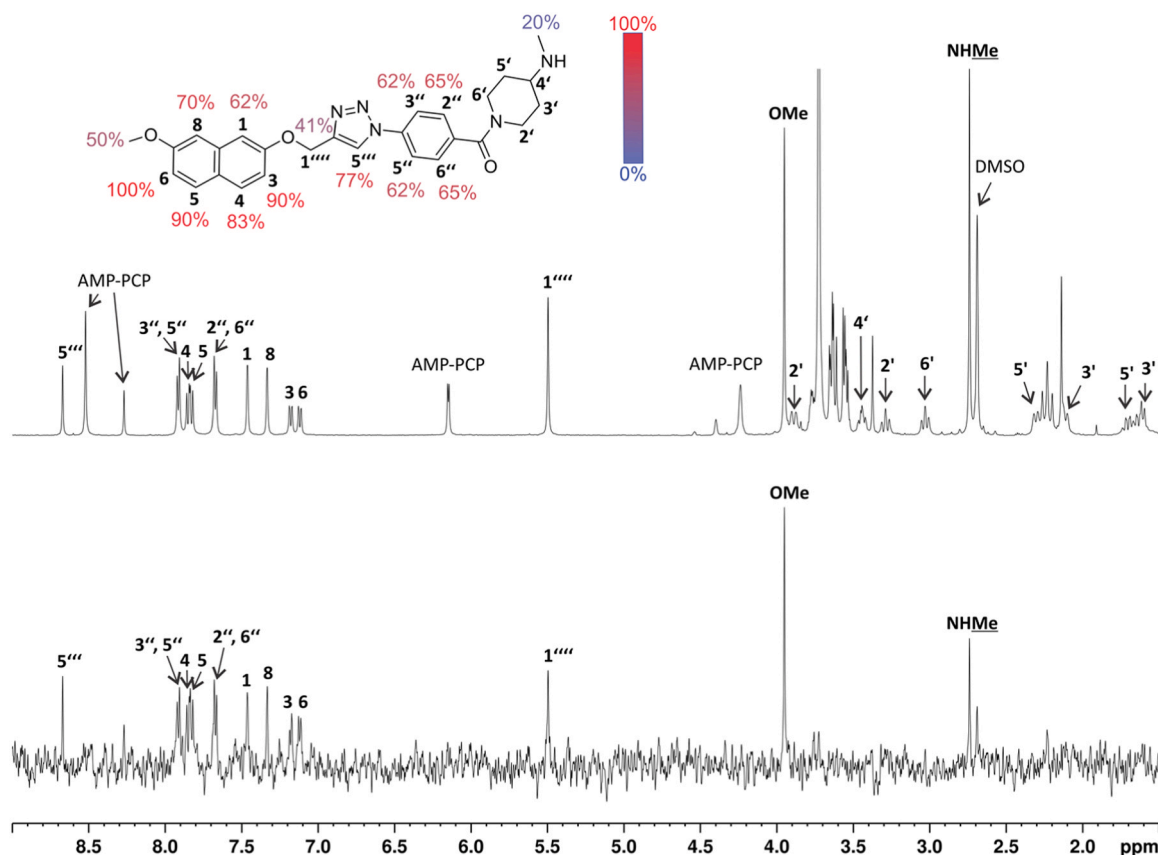 20%
100%
NH
5‘
4‘
62% 65%
6‘
3‘
70% 62%
3‘‘ 2‘‘
N N
NHMe
8 1
41%
N
N
2‘
50%
O
O
OMe
1‘‘‘‘ 5‘‘‘
5‘‘ 6‘‘
O
6 3
77%
0%
DMSO
100% 5 4 90%
62% 65%
90% 83%
AMP-PCP
1‘‘‘‘
3‘‘, 5‘‘ 2‘‘, 6‘‘
5‘‘‘ 4 5 1 8
AMP-PCP
AMP-PCP
4‘
3 6
2' 2' 6' 5' 3' 5' 3'
OMe
NHMe
3‘‘, 5‘‘ 2‘‘, 6‘‘
5‘‘‘ 4 5 1 8
1‘‘‘‘
3 6
8.5 8.0 7.5 7.0 6.5 6.0 5.5 5.0 4.5 4.0 3.5 3.0 2.5 2.0 ppm